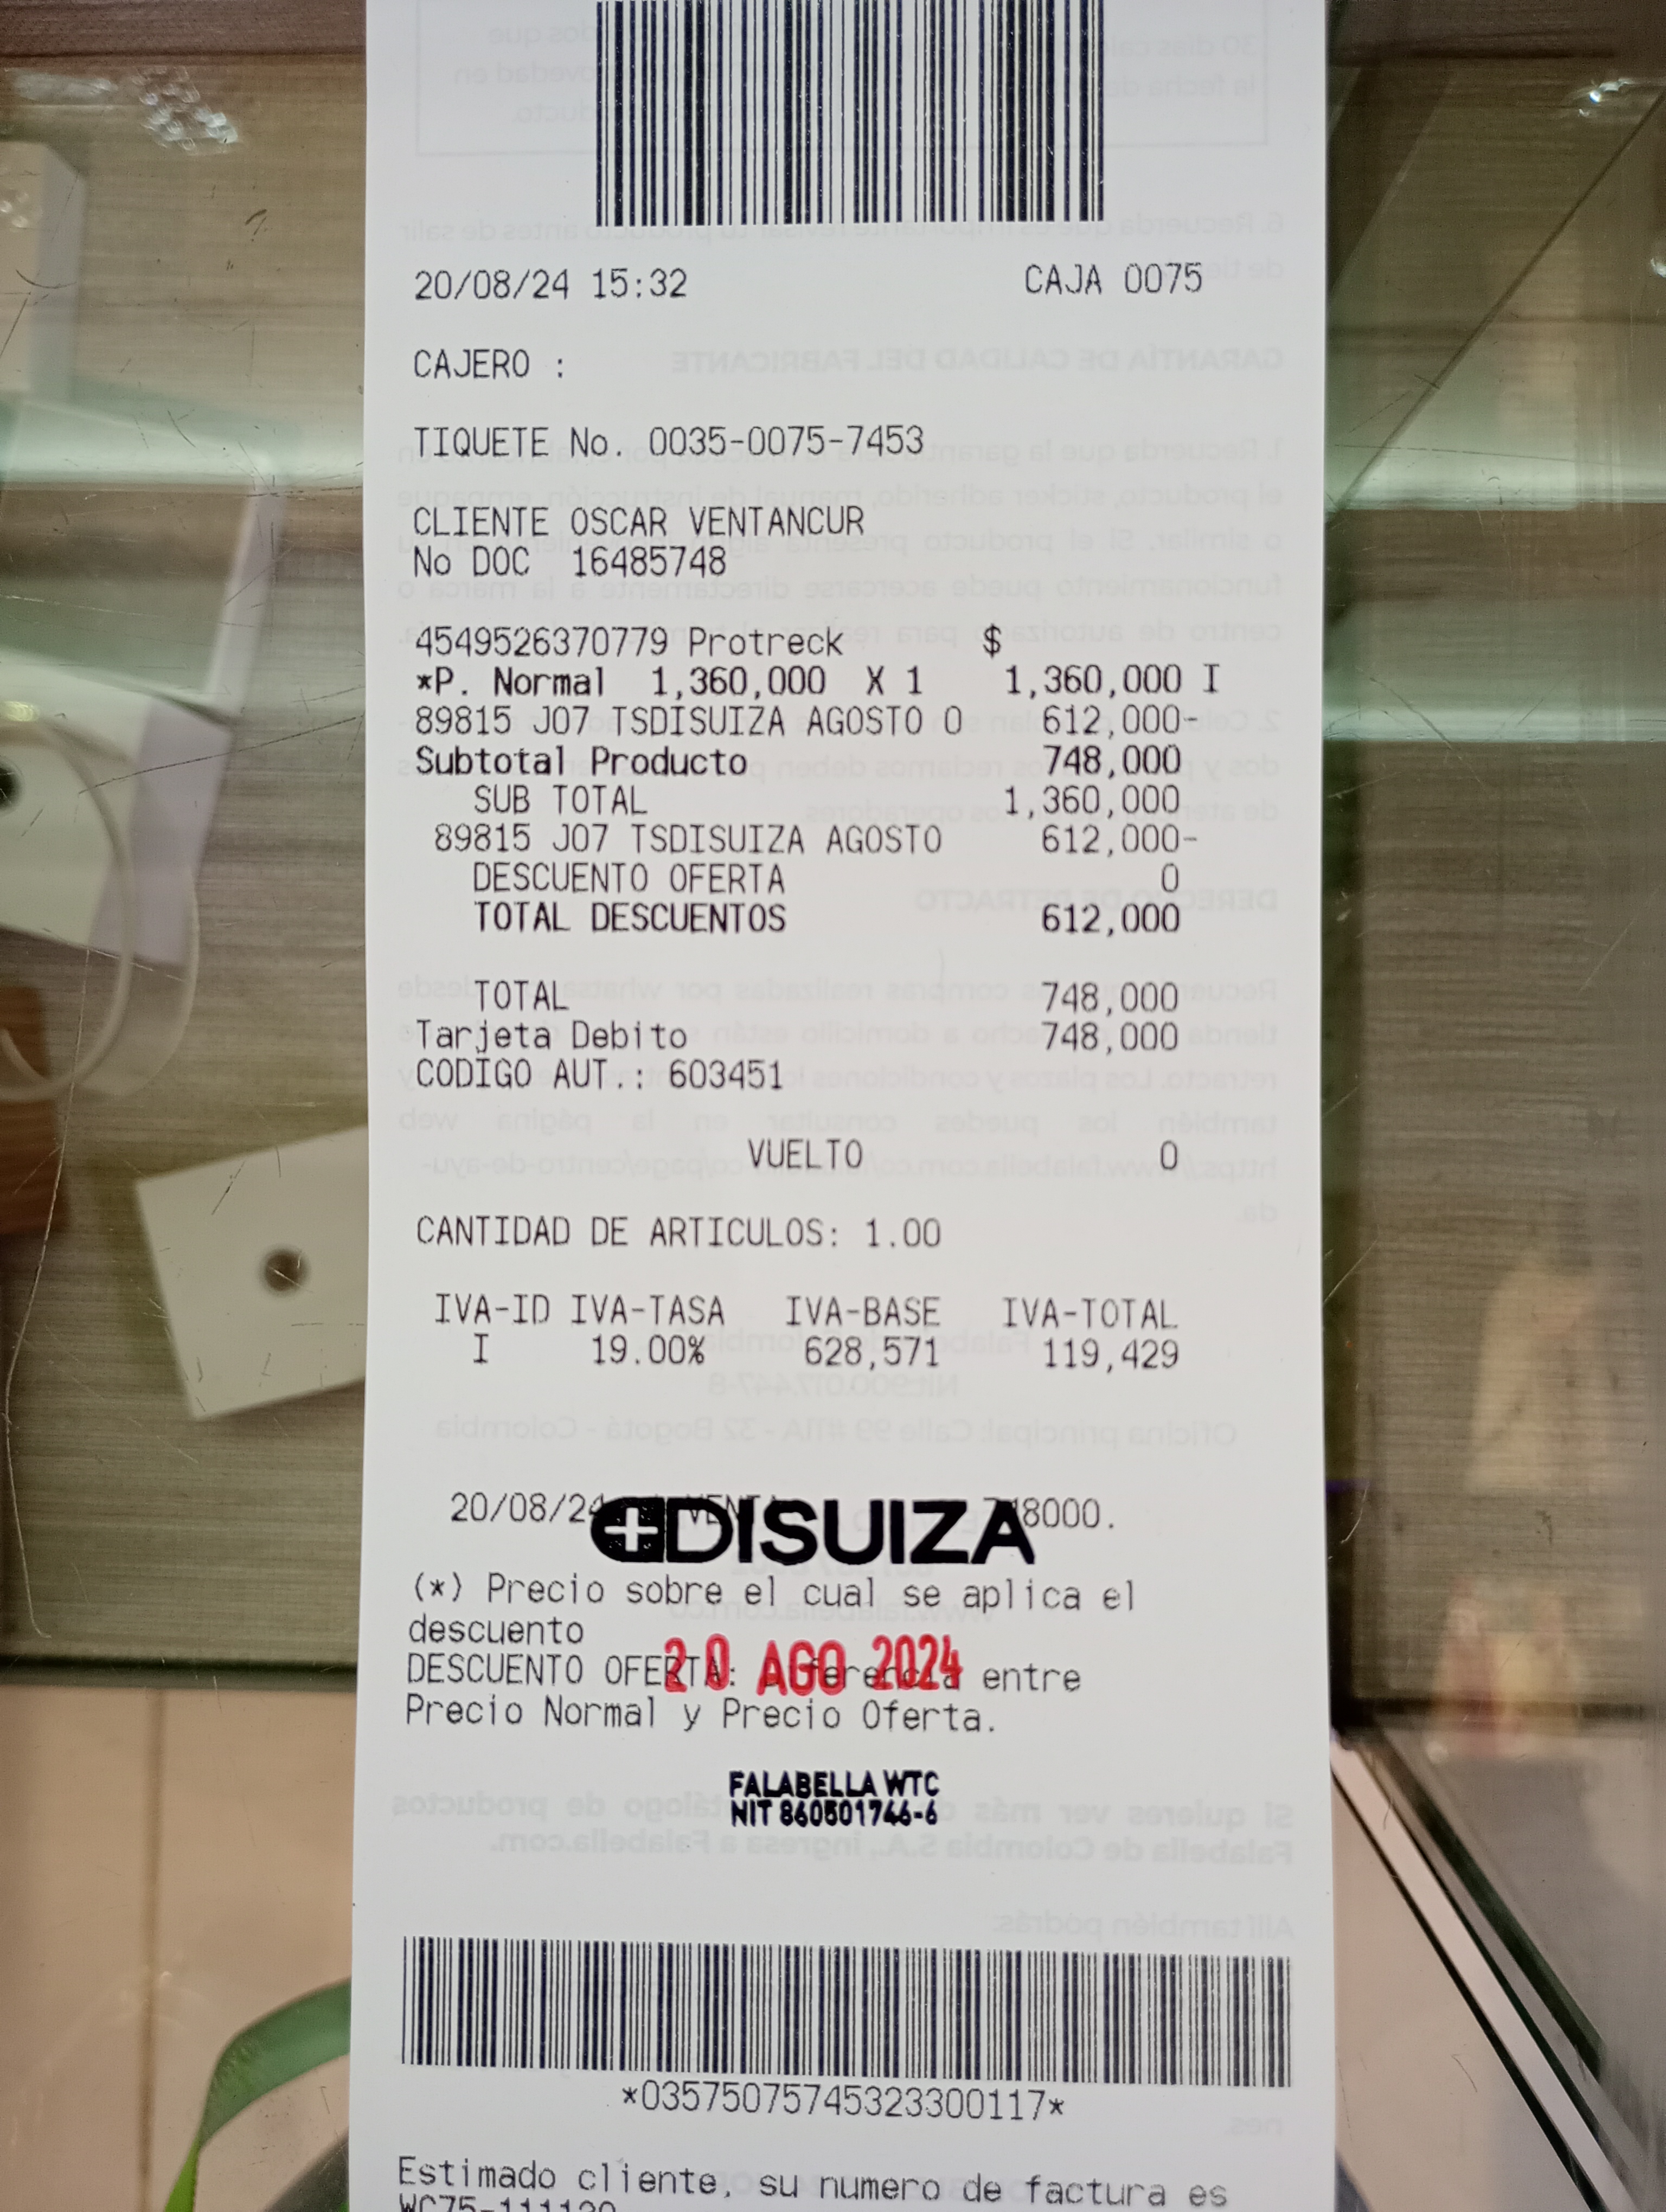 20/08/24 15:32 CAJA 0075
CAJERO :
TIQUETE No. 0035-0075-7453
CLIENTE OSCAR VENTANCUR
No DOC 16485748
4549526370779 Protreck $
*P. Normal 1,360,000 X 1 1,360,000 I
89815 J07 TSDISUIZA AGOSTO O 612,000-
Subtotal Producto 748,000
SUB TOTAL 1,360,000
89815 J07 TSDISUIZA AGOSTO 612,000-
DESCUENTO OFERTA 0
TOTAL DESCUENTOS 612,000
TOTAL 748,000
Tarjeta Debito 748,000
CODIGO AUT.: 603451
VUELTO 0
CANTIDAD DE ARTICULOS: 1.00
IVA-ID IVA-TASA IVA-BASE IVA-TOTAL
I 19.00% 628,571 119,429
20/08/24 748000.
DISUIZA
(*) Precio sobre el cual se aplica el
descuento
DESCUENTO OFERTA: Diferencia entre
20 AGO 2024
Precio Normal y Precio Oferta.
FALABELLA WTC
NIT 860501746-6
*03575075745323300117*
Estimado cliente, su numero de factura es